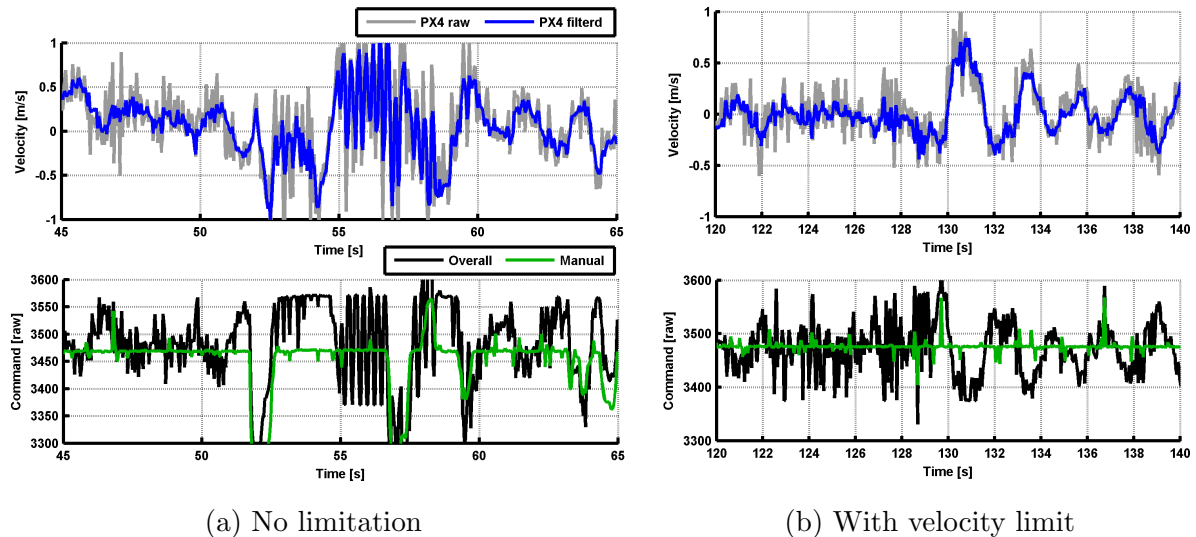 PX4 raw PX4 filterd
1
0.5
0
-0.5
-1
Velocity [m/s]
45 50 55 60 65
Time [s]
Overall Manual
3600
3550
3500
3450
3400
3350
3300
Command [raw]
45 50 55 60 65
Time [s]
(a) No limitation
1
0.5
0
-0.5
-1
Velocity [m/s]
120 122 124 126 128 130 132 134 136 138 140
Time [s]
3600
3500
3400
3300
Command [raw]
120 122 124 126 128 130 132 134 136 138 140
Time [s]
(b) With velocity limit